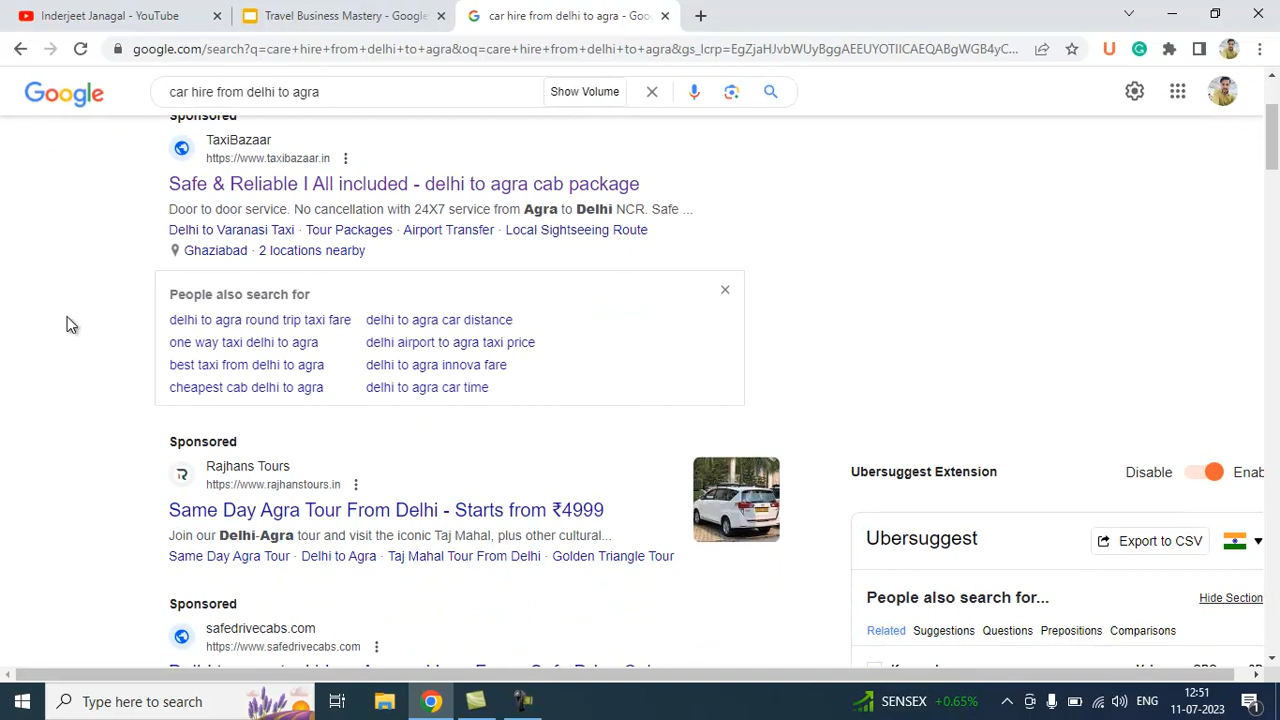 Inderjeet Janagal - YouTube
Travel Business Mastery - Google
car hire from delhi to agra - Goo
google.com/search?q=care+hire+from+delhi+to+agra&oq=care+hire+from+delhi+to+agra&gs_lcrp=EgZjaHJvbWUyBggAEEUYOTIICAEQABgWGB4yC...
Google
car hire from delhi to agra
Show Volume
Sponsored
TaxiBazaar
https://www.taxibazaar.in
Safe & Reliable I All included - delhi to agra cab package
Door to door service. No cancellation with 24X7 service from Agra to Delhi NCR. Safe ...
Delhi to Varanasi Taxi · Tour Packages · Airport Transfer · Local Sightseeing Route
Ghaziabad · 2 locations nearby
People also search for
delhi to agra round trip taxi fare
delhi to agra car distance
one way taxi delhi to agra
delhi airport to agra taxi price
best taxi from delhi to agra
delhi to agra innova fare
cheapest cab delhi to agra
delhi to agra car time
Sponsored
Rajhans Tours
https://www.rajhanstours.in
Same Day Agra Tour From Delhi - Starts from ₹4999
Join our Delhi-Agra tour and visit the iconic Taj Mahal, plus other cultural...
Same Day Agra Tour · Delhi to Agra · Taj Mahal Tour From Delhi · Golden Triangle Tour
Sponsored
safedrivecabs.com
https://www.safedrivecabs.com
Ubersuggest Extension
Disable
Enab
Ubersuggest
Export to CSV
People also search for...
Hide Section
Related Suggestions Questions Prepositions Comparisons
Type here to search
SENSEX +0.65%
ENG
12:51
11-07-2023